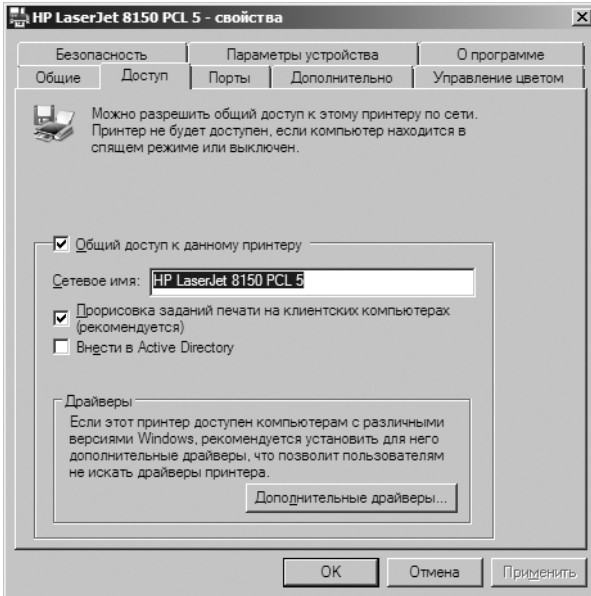 HP LaserJet 8150 PCL 5 - свойства
Безопасность Параметры устройства О программе
Общие Доступ Порты Дополнительно Управление цветом
Можно разрешить общий доступ к этому принтеру по сети.
Принтер не будет доступен, если компьютер находится в
спящем режиме или выключен.
Общий доступ к данному принтеру
Сетевое имя: HP LaserJet 8150 PCL 5
Прорисовка заданий печати на клиентских компьютерах
(рекомендуется)
Внести в Active Directory
Драйверы
Если этот принтер доступен компьютерам с различными
версиями Windows, рекомендуется установить для него
дополнительные драйверы, что позволит пользователям
не искать драйверы принтера.
Дополнительные драйверы...
OK Отмена Применить